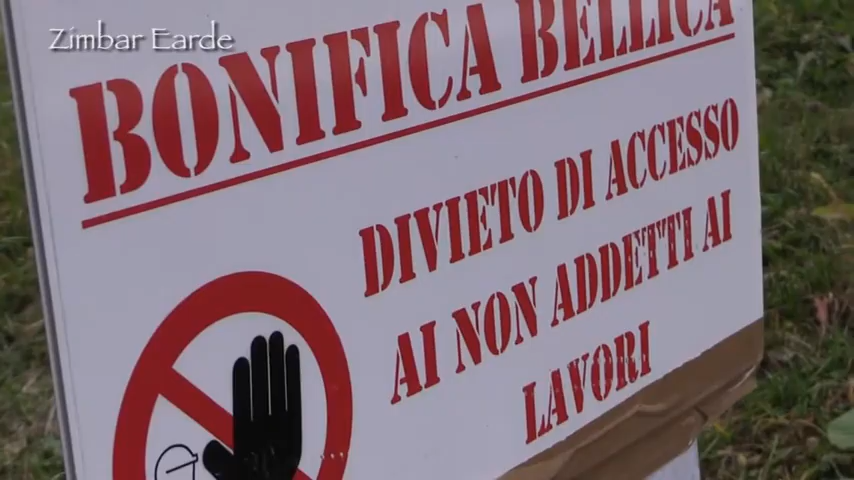 Zimbar Earde
BONIFICA BELLICA
DIVIETO DI ACCESSO
AI NON ADDETTI AI
LAVORI